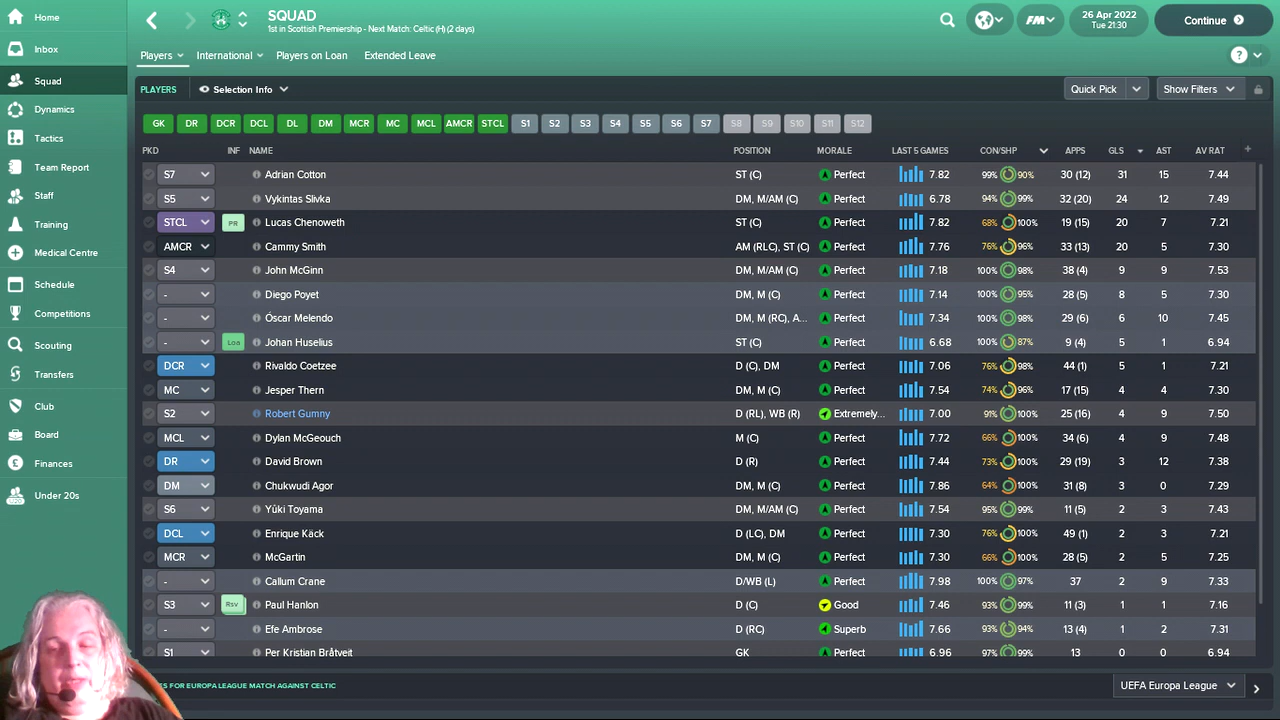 Home
Inbox
Squad
Dynamics
Tactics
Team Report
Staff
Training
Medical Centre
Schedule
Competitions
Scouting
Transfers
Club
Board
Finances
Under 20s
SQUAD
1st in Scottish Premiership - Next Match: Celtic (H) (2 days)
FM
26 Apr 2022
Tue 21:30
Continue
Players International Players on Loan Extended Leave
?
PLAYERS Selection Info Quick Pick Show Filters
GK DR DCR DCL DL DM MCR MC MCL AMCR STCL S1 S2 S3 S4 S5 S6 S7 S8 S9 S10 S11 S12
PKD INF NAME POSITION MORALE LAST 5 GAMES CON/SHP APPS GLS AST AV RAT +
S7 Adrian Cotton ST (C) Perfect 7.82 99% 90% 30 (12) 31 15 7.44
S5 Vykintas Slivka DM, M/AM (C) Perfect 6.78 94% 99% 32 (20) 24 12 7.49
STCL PR Lucas Chenoweth ST (C) Perfect 7.82 68% 100% 19 (15) 20 7 7.21
AMCR Cammy Smith AM (RLC), ST (C) Perfect 7.76 76% 96% 33 (13) 20 5 7.30
S4 John McGinn DM, M/AM (C) Perfect 7.18 100% 98% 38 (4) 9 9 7.53
- Diego Poyet DM, M (C) Perfect 7.14 100% 95% 28 (5) 8 5 7.30
- Óscar Melendo DM, M (RC), A... Perfect 7.34 100% 98% 29 (6) 6 10 7.45
- Loa Johan Huselius ST (C) Perfect 6.68 100% 87% 9 (4) 5 1 6.94
DCR Rivaldo Coetzee D (C), DM Perfect 7.06 76% 98% 44 (1) 5 1 7.21
MC Jesper Thern DM, M (C) Perfect 7.54 74% 96% 17 (15) 4 4 7.30
S2 Robert Gumny D (RL), WB (R) Extremely... 7.00 91% 100% 25 (16) 4 9 7.50
MCL Dylan McGeouch M (C) Perfect 7.72 66% 100% 34 (6) 4 9 7.48
DR David Brown D (R) Perfect 7.44 73% 100% 29 (19) 3 12 7.38
DM Chukwudi Agor DM, M (C) Perfect 7.86 64% 100% 31 (8) 3 0 7.29
S6 Yûki Toyama DM, M/AM (C) Perfect 7.54 95% 99% 11 (5) 2 3 7.43
DCL Enrique Käck D (LC), DM Perfect 7.30 76% 100% 49 (1) 2 3 7.21
MCR McGartin DM, M (C) Perfect 7.30 66% 100% 28 (5) 2 5 7.25
- Callum Crane D/WB (L) Perfect 7.98 100% 97% 37 2 9 7.33
S3 Rsv Paul Hanlon D (C) Good 7.46 93% 99% 11 (3) 1 1 7.16
- Efe Ambrose D (RC) Superb 7.66 93% 94% 13 (4) 1 2 7.31
S1 Per Kristian Bråtveit GK Perfect 6.96 97% 99% 13 0 0 6.94
S FOR EUROPA LEAGUE MATCH AGAINST CELTIC UEFA Europa League